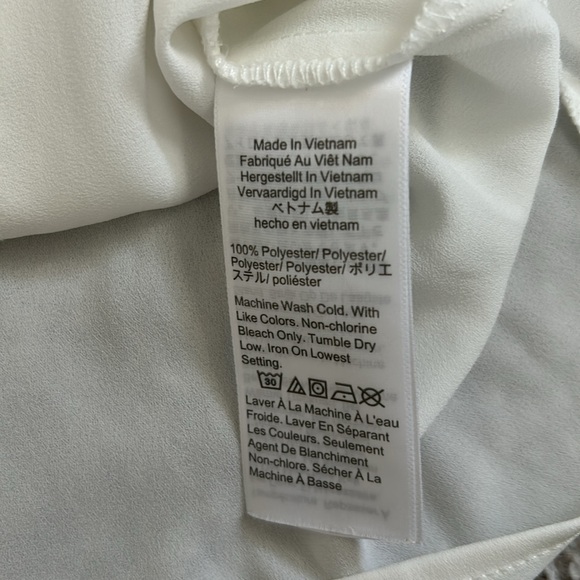 Made In Vietnam
Fabriqué Au Viêt Nam
Hergestellt In Vietnam
Vervaardigd In Vietnam
ベトナム製
hecho en vietnam
100% Polyester/ Polyester/
Polyester/ Polyester/ ポリエ
ステル/ poliéster
Machine Wash Cold. With
Like Colors. Non-chlorine
Bleach Only. Tumble Dry
Low. Iron On Lowest
Setting.
30
Laver À La Machine À L'eau
Froide. Laver En Séparant
Les Couleurs. Seulement
Agent De Blanchiment
Non-chlore. Sécher À La
Machine À Basse